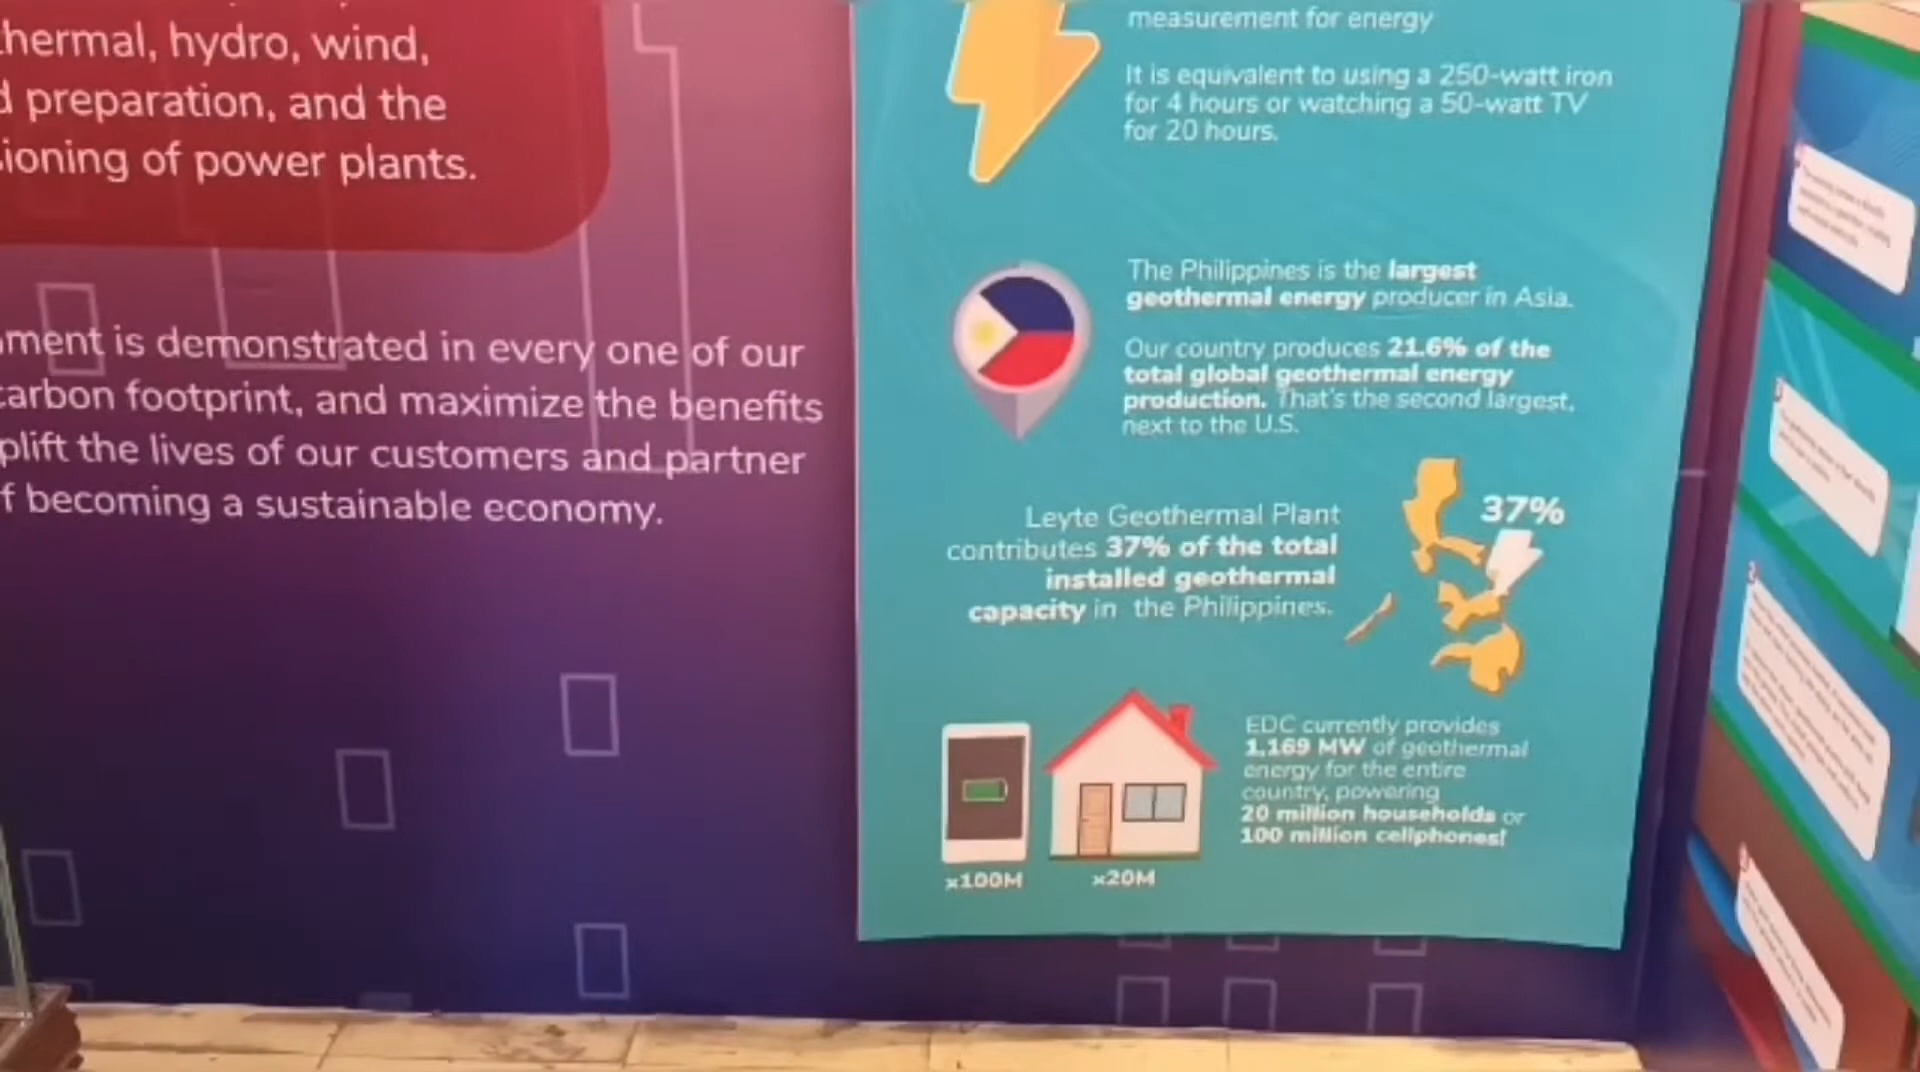 thermal, hydro, wind,
preparation, and the
of power plants.
is demonstrated in every one of our
carbon footprint, and maximize the benefits
the lives of our customers and partner
becoming a sustainable economy.
measurement for energy
It is equivalent to using a 250-watt iron
for 4 hours or watching a 50-watt TV
for 20 hours.
The Philippines is the largest
geothermal energy producer in Asia.
Our country produces 21.6% of the
total global geothermal energy
production. That's the second largest,
next to the U.S.
Leyte Geothermal Plant
contributes 37% of the total
installed geothermal
capacity in the Philippines.
37%
EDC currently provides
1,169 MW of geothermal
energy for the entire
country, powering
20 million households or
100 million cellphones!
x100M
x20M